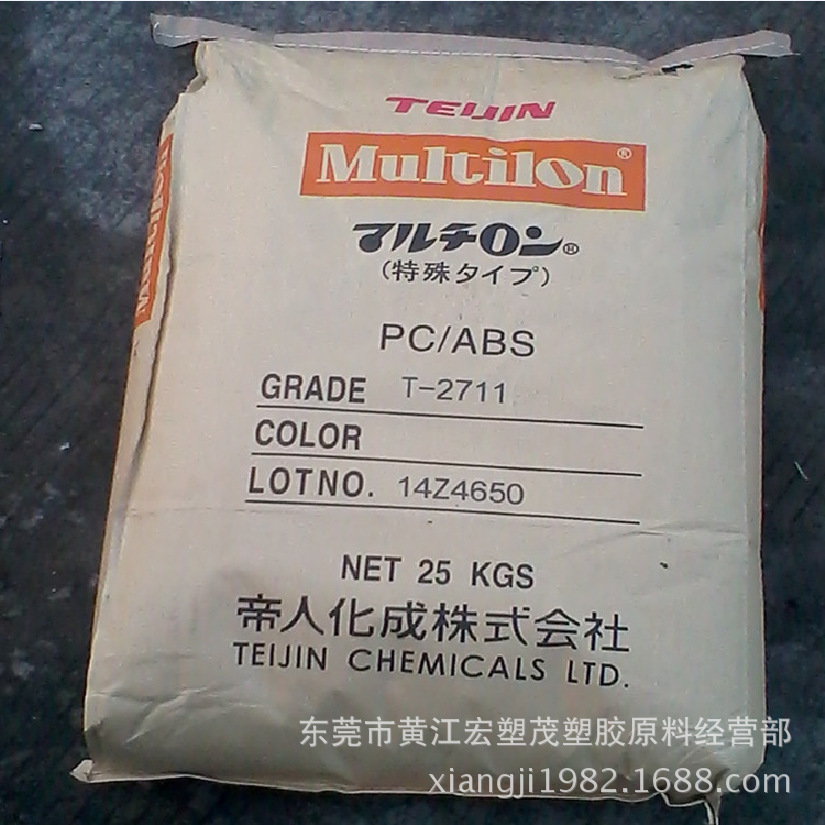 TEIJIN
Multilon®
マルチロン®
(特殊タイプ)
PC/ABS
GRADE T-2711
COLOR
LOT NO. 14Z4650
NET 25 KGS
帝人化成株式会社
TEIJIN CHEMICALS LTD.
东莞市黄江宏塑茂塑胶原料经营部
xiangji1982.1688.com